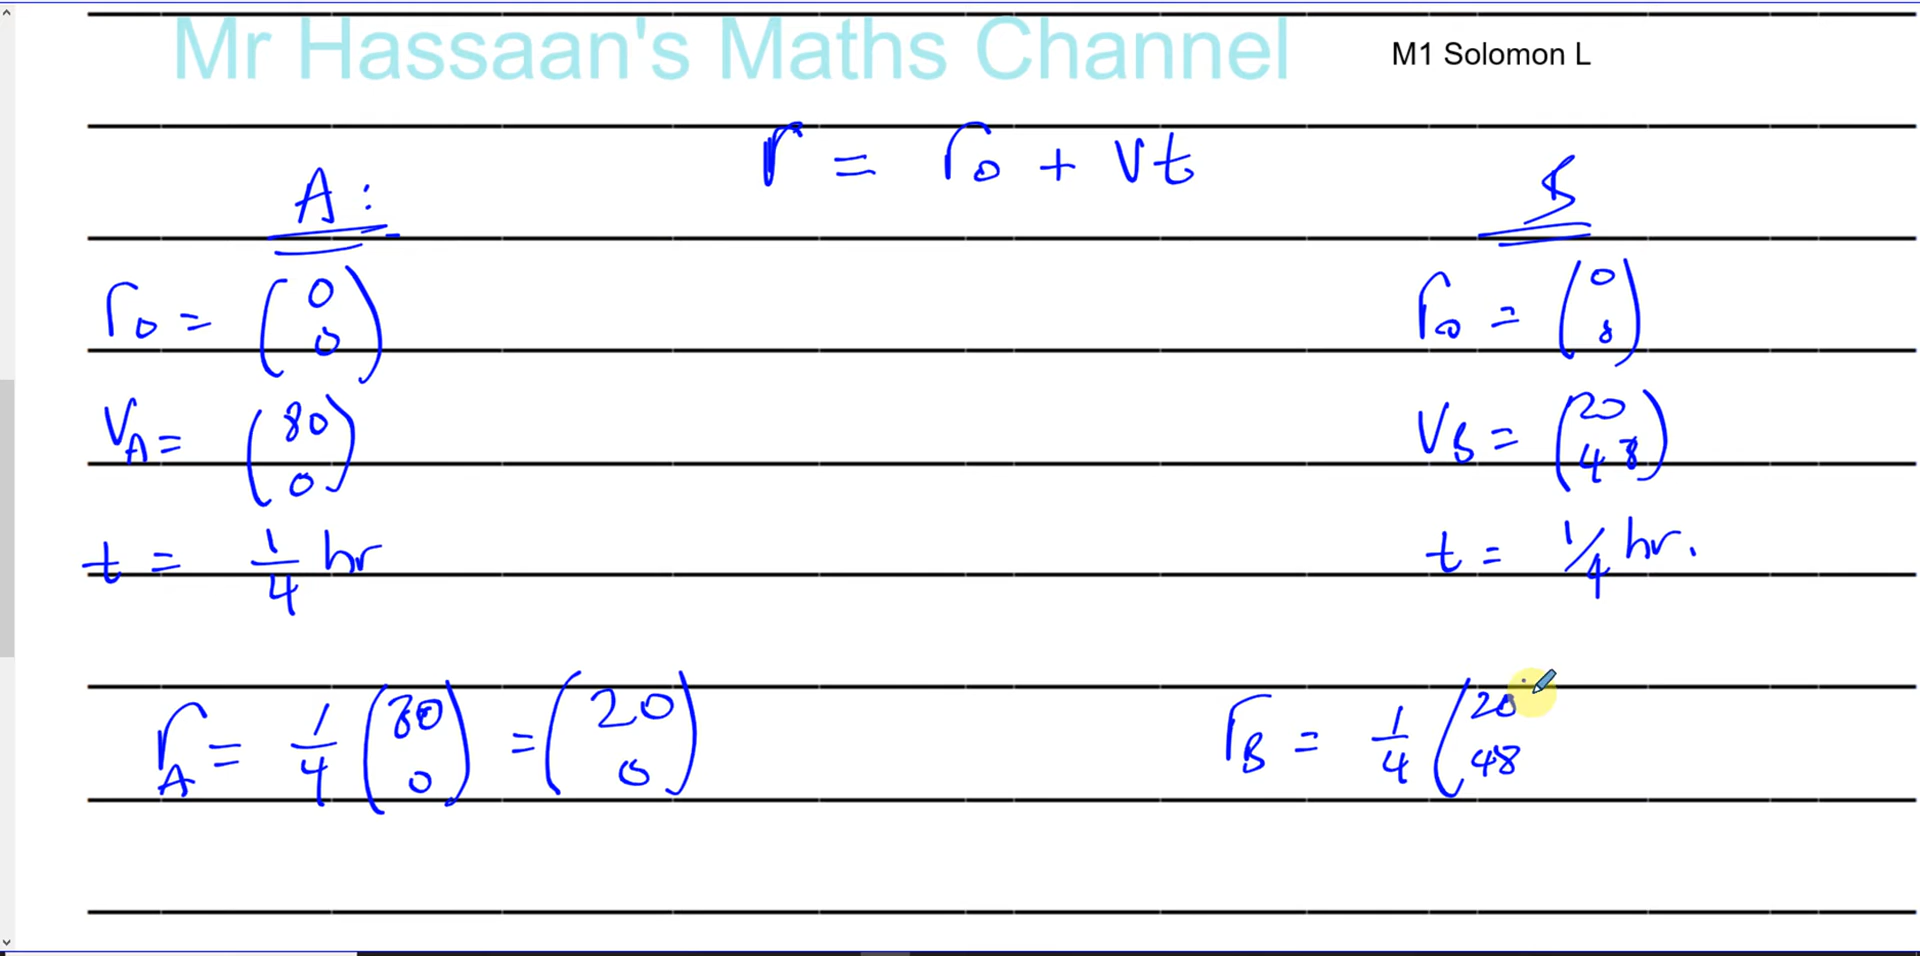 Mr Hassaan's Maths Channel
M1 Solomon L
r = r₀ + vt
A:
B
r₀ = (0 0)
r₀ = (0 0)
V_A = (80 0)
V_B = (20 48)
t = 1/4 hr
t = 1/4 hr.
r_A = 1/4 (80 0) = (20 0)
r_B = 1/4 (20 48